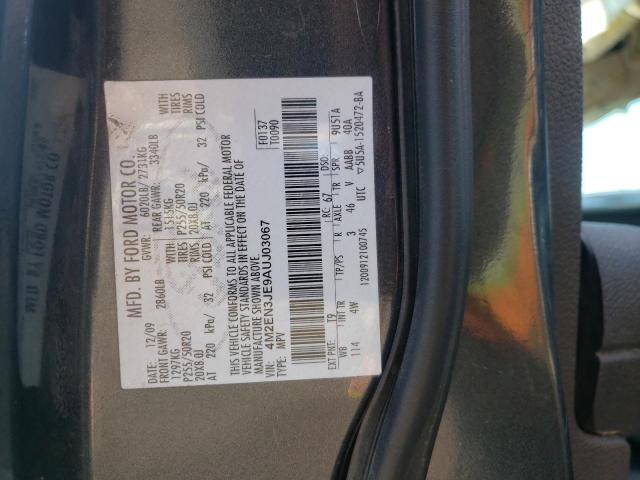 MFD. BY FORD MOTOR CO.
DATE: 12/09 GVWR: 6020LB/ 2731KG
FRONT GAWR: 2860LB REAR GAWR: 3340LB
1297KG 1515KG WITH
P255/50R20 P255/50R20 TIRES
20X8.0J 20X8.0J RIMS
AT 220 kPa/ 32 PSI COLD AT 220 kPa/ 32 PSI COLD
THIS VEHICLE CONFORMS TO ALL APPLICABLE FEDERAL MOTOR
VEHICLE SAFETY STANDARDS IN EFFECT ON THE DATE OF
MANUFACTURE SHOWN ABOVE.
VIN: 4M2EN3JE9AUJ03067 F0137
TYPE: MPV T0090
EXT PNT: T9 RC: 67 DSO:
WB INT TR TP/PS R AXLE TR SPR 9U51A
114 4W 3 46 V AABB 40A
UTC ▽5U5A-1520472-BA
1200912100745